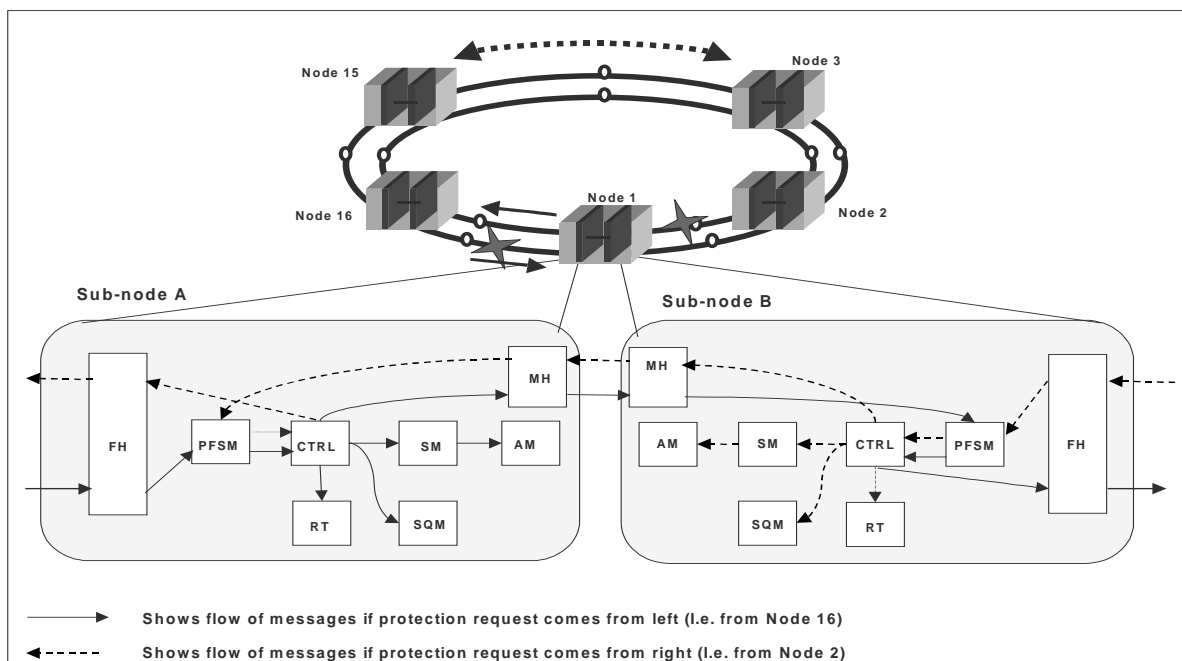 Node 15
Node 3
Node 1
Node 16
Node 2
Sub-node A
Sub-node B
MH
MH
FH
PFSM
CTRL
SM
AM
AM
SM
CTRL
PFSM
FH
RT
SQM
SQM
RT
Shows flow of messages if protection request comes from left (I.e. from Node 16)
Shows flow of messages if protection request comes from right (I.e. from Node 2)